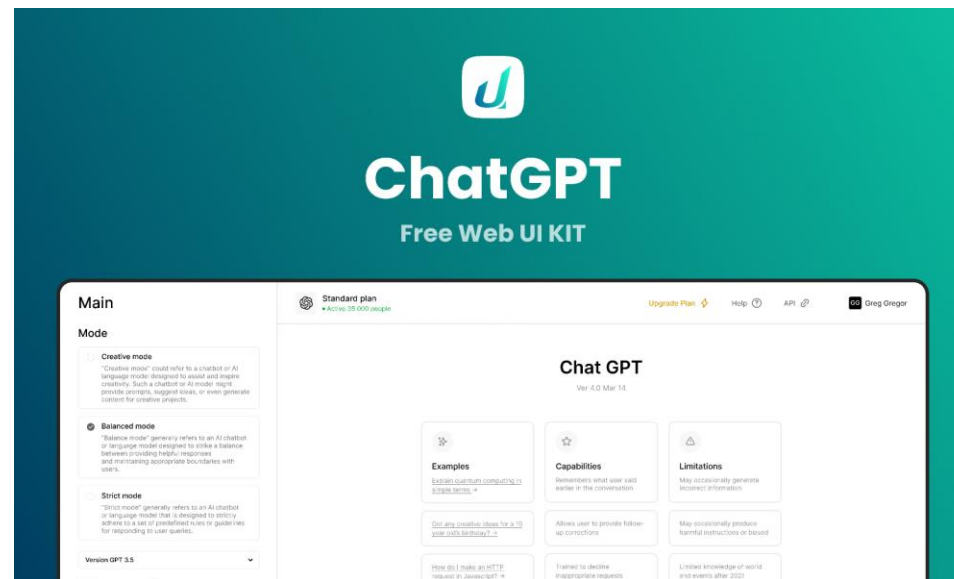 ChatGPT
Free Web UI KIT
Main
Mode
Creative mode
"Creative mode" could refer to a chatbot or AI
language model designed to assist and inspire
creativity. Such a chatbot or AI model might
provide prompts, suggest ideas, or even generate
content for creative projects.
Balanced mode
"Balance mode" generally refers to an AI chatbot
or language model designed to strike a balance
between providing helpful responses
and maintaining appropriate boundaries with
users.
Strict mode
"Strict mode" generally refers to an AI chatbot
or language model that is designed to strictly
adhere to a set of predefined rules or guidelines
for responding to user queries.
Version GPT 3.5
Standard plan
Active 35 000 people
Upgrade Plan
Help
API
GG Greg Gregor
Chat GPT
Ver 4.0 Mar 14
Examples
Explain quantum computing in
simple terms →
Got any creative ideas for a 10
year old's birthday? →
How do I make an HTTP
request in Javascript? →
Capabilities
Remembers what user said
earlier in the conversation
Allows user to provide follow-
up corrections
Trained to decline
inappropriate requests
Limitations
May occasionally generate
incorrect information
May occasionally produce
harmful instructions or biased
Limited knowledge of world
and events after 2021